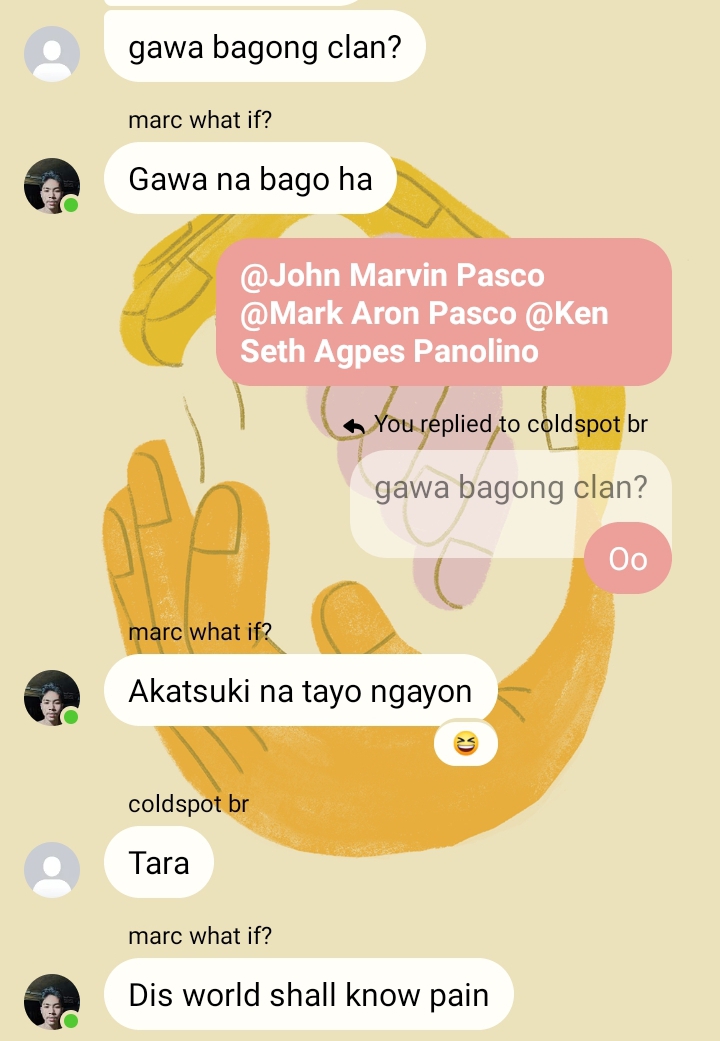 gawa bagong clan?
marc what if?
Gawa na bago ha
@John Marvin Pasco
@Mark Aron Pasco @Ken
Seth Agpes Panolino
You replied to coldspot br
gawa bagong clan?
Oo
marc what if?
Akatsuki na tayo ngayon
coldspot br
Tara
marc what if?
Dis world shall know pain